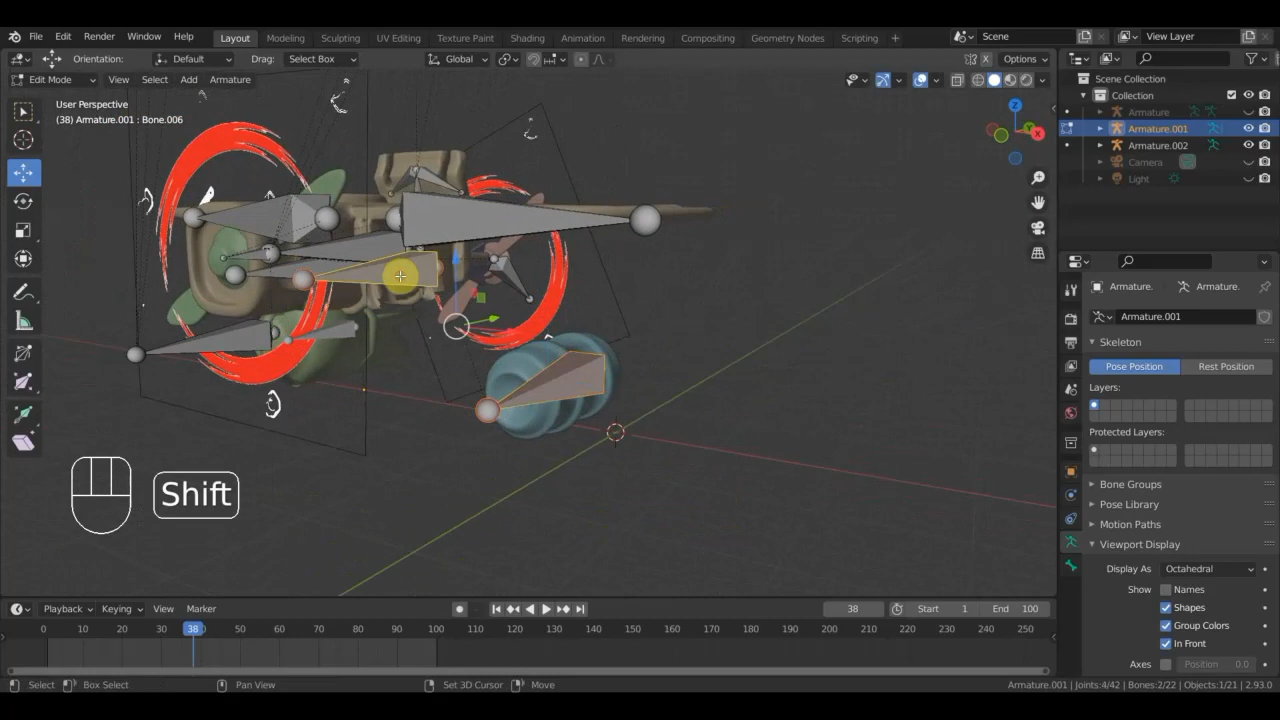 File Edit Render Window Help Layout Modeling Sculpting UV Editing Texture Paint Shading Animation Rendering Compositing Geometry Nodes Scripting + Scene View Layer
Orientation: Default Drag: Select Box Global X Options
Edit Mode View Select Add Armature
User Perspective
(38) Armature.001 : Bone.006
Z
Y
X
Scene Collection
Collection
Armature
Armature.001
Armature.002
Camera
Light
Armature. Armature.
Armature.001
Skeleton
Pose Position Rest Position
Layers:
Protected Layers:
Bone Groups
Pose Library
Motion Paths
Viewport Display
Display As Octahedral
Show Names
Shapes
Group Colors
In Front
Axes Position 0.0
Shift
Playback Keying View Marker 38 Start 1 End 100
0 10 20 30 38 50 60 70 80 90 100 110 120 130 140 150 160 170 180 190 200 210 220 230 240 250
Select Box Select Pan View Set 3D Cursor Move Armature.001 | Joints:4/42 | Bones:2/22 | Objects:1/21 | 2.93.0